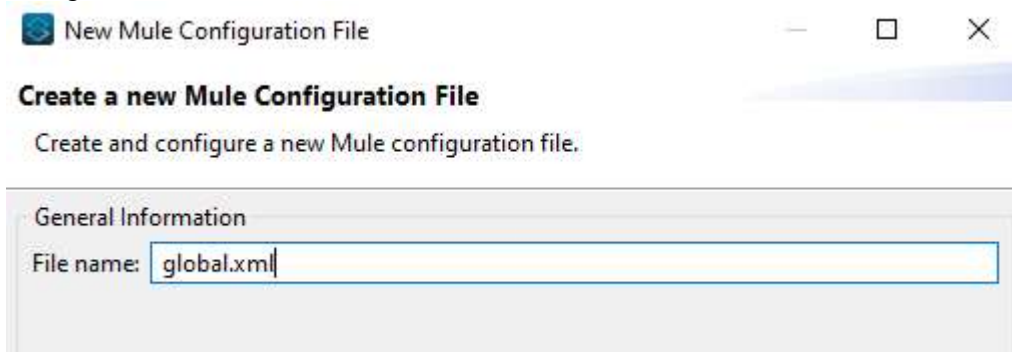 New Mule Configuration File
Create a new Mule Configuration File
Create and configure a new Mule configuration file.
General Information
File name: global.xml